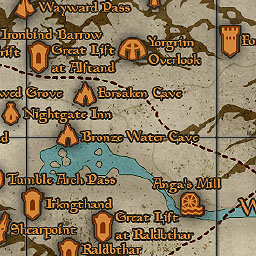 Wayward Pass
Ironbind Barrow
Yorgrim
Overlook
Great Lift
at Alftand
Forsaken Cave
Nightgate Inn
Bronze Water Cave
Tumble Arch Pass
Anga's Mill
Irkngthand
Great Lift
at Raldbthar
Shearpoint
Raldbthar